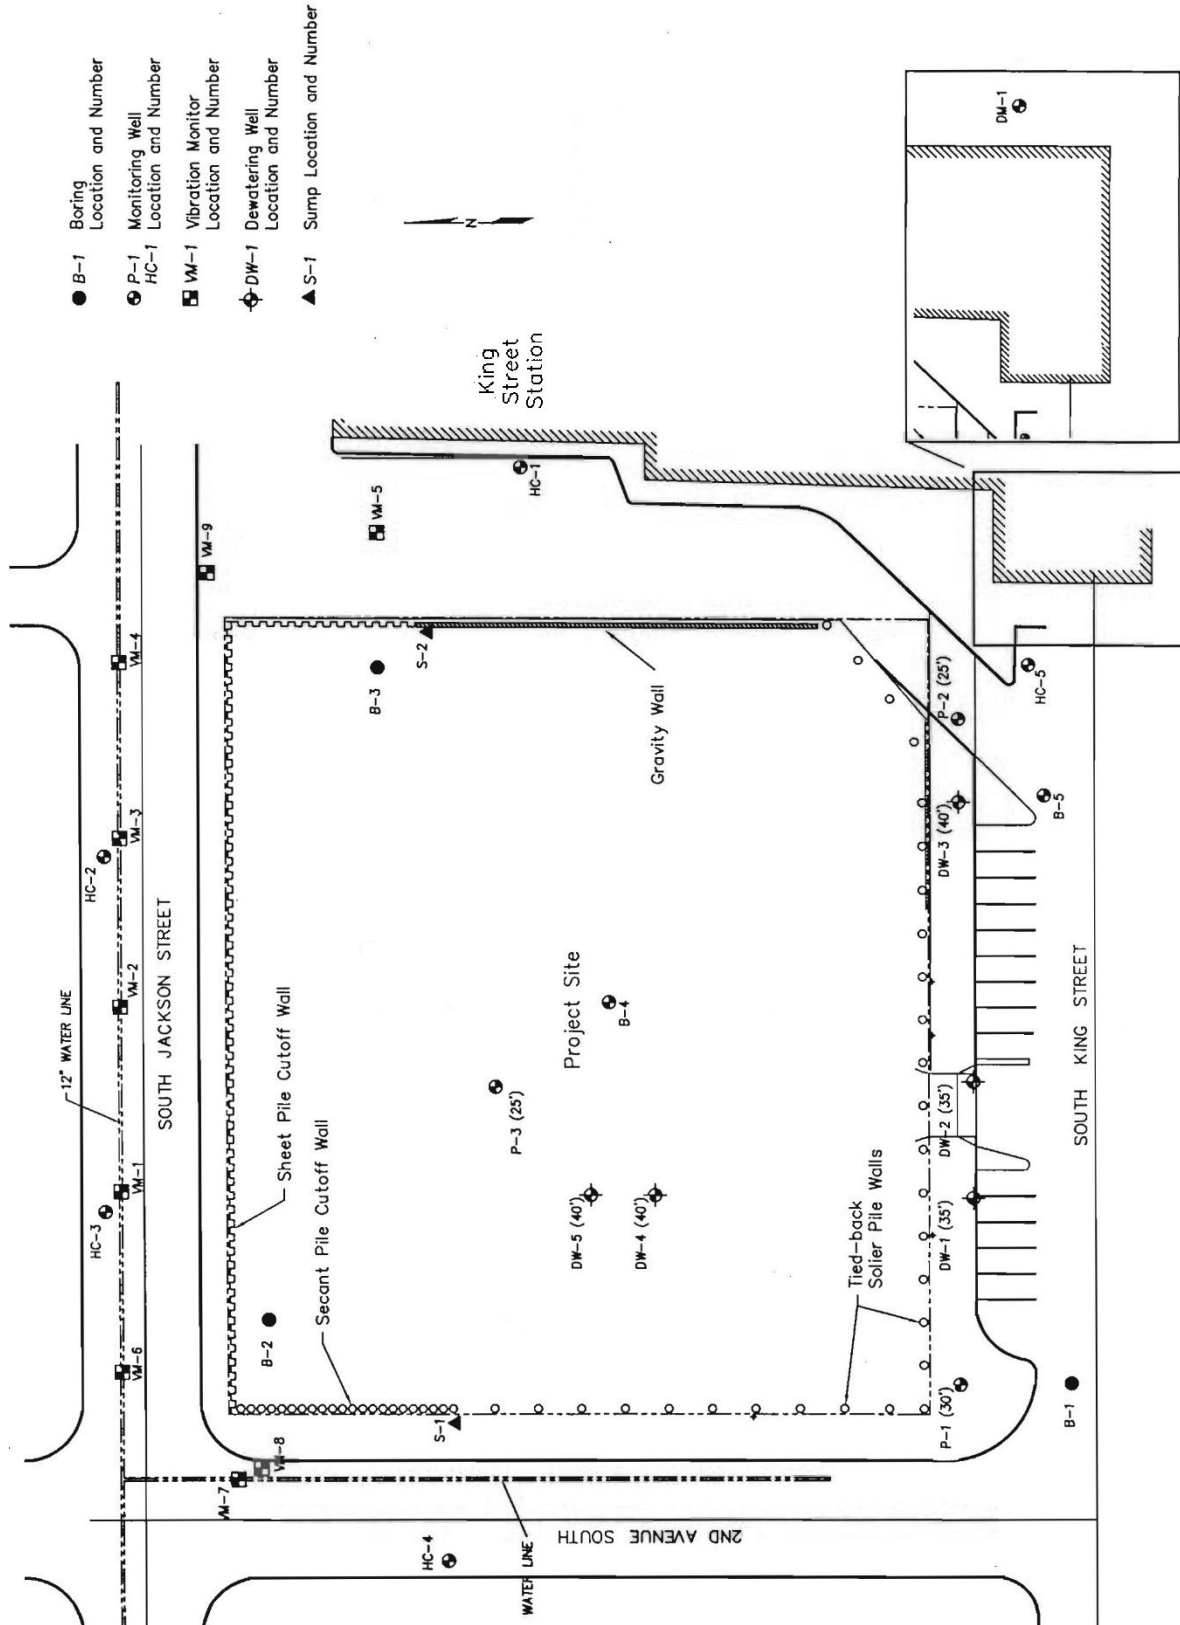 B-1 Boring
Location and Number
P-1 Monitoring Well
HC-1 Location and Number
VM-1 Vibration Monitor
Location and Number
DW-1 Dewatering Well
Location and Number
S-1 Sump Location and Number
N
King
Street
Station
12" WATER LINE
SOUTH JACKSON STREET
VM-6
HC-3
VM-1
VM-2
HC-2
VM-3
VM-4
VM-9
VM-5
HC-1
VM-7
VM-8
HC-4
WATER LINE
2ND AVENUE SOUTH
B-2
Secant Pile Cutoff Wall
Sheet Pile Cutoff Wall
S-1
B-3
S-2
Gravity Wall
Project Site
P-3 (25')
B-4
DW-5 (40')
DW-4 (40')
Tied-back
Solier Pile Walls
P-1 (30')
DW-1 (35')
DW-2 (35')
DW-3 (40')
P-2 (25')
HC-5
B-5
B-1
SOUTH KING STREET
DM-1